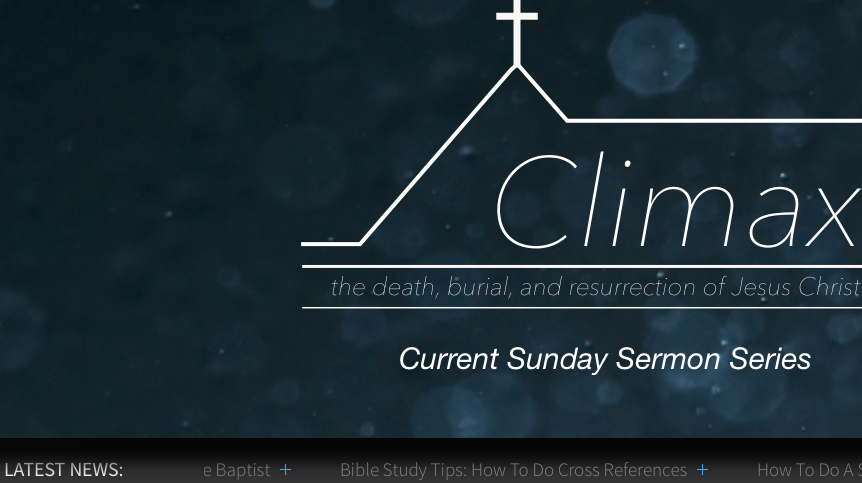 Climax
the death, burial, and resurrection of Jesus Christ
Current Sunday Sermon Series
LATEST NEWS: e Baptist + Bible Study Tips: How To Do Cross References + How To Do A S